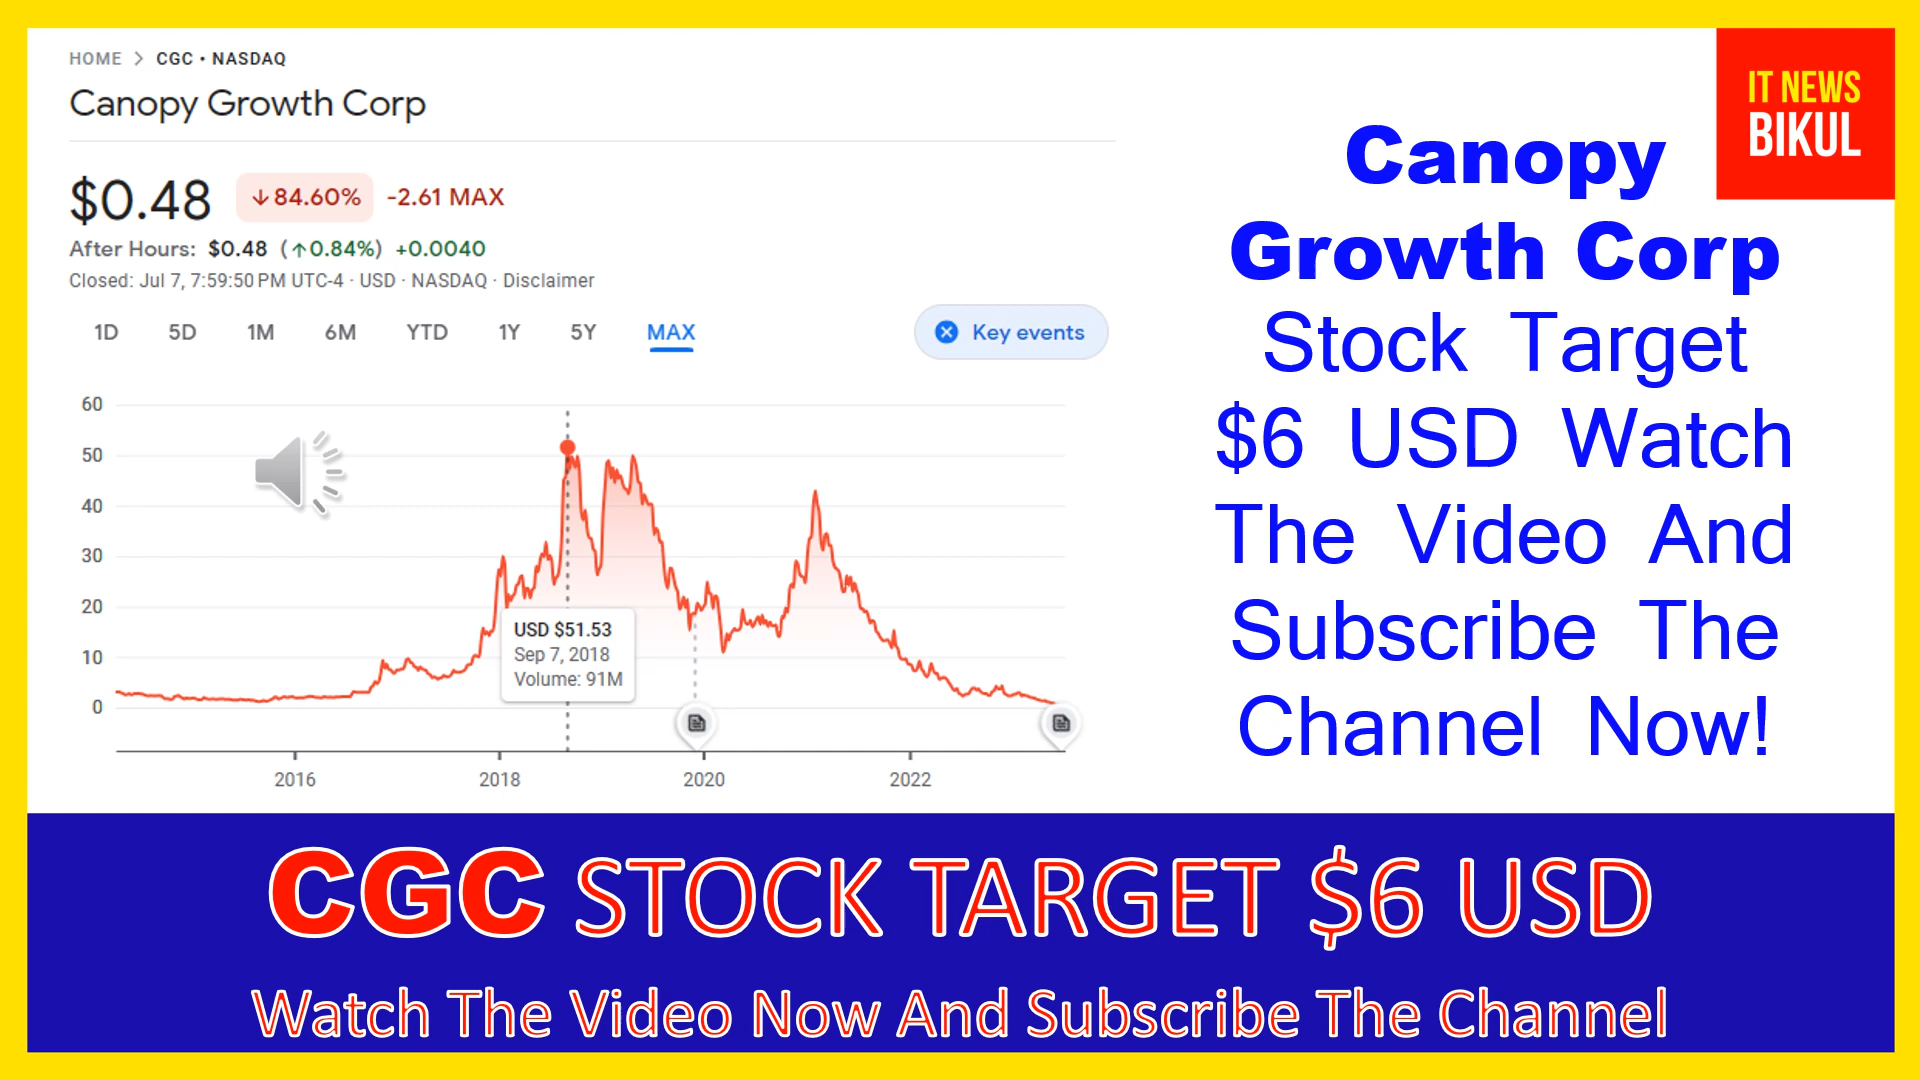 HOME > CGC • NASDAQ
Canopy Growth Corp
$0.48 ↓84.60% -2.61 MAX
After Hours: $0.48 (↑0.84%) +0.0040
Closed: Jul 7, 7:59:50 PM UTC-4 · USD · NASDAQ · Disclaimer
1D 5D 1M 6M YTD 1Y 5Y MAX
Key events
60
50
40
30
20
10
0
USD $51.53
Sep 7, 2018
Volume: 91M
2016 2018 2020 2022
IT NEWS
BIKUL
Canopy
Growth Corp
Stock Target
$6 USD Watch
The Video And
Subscribe The
Channel Now!
CGC STOCK TARGET $6 USD
Watch The Video Now And Subscribe The Channel